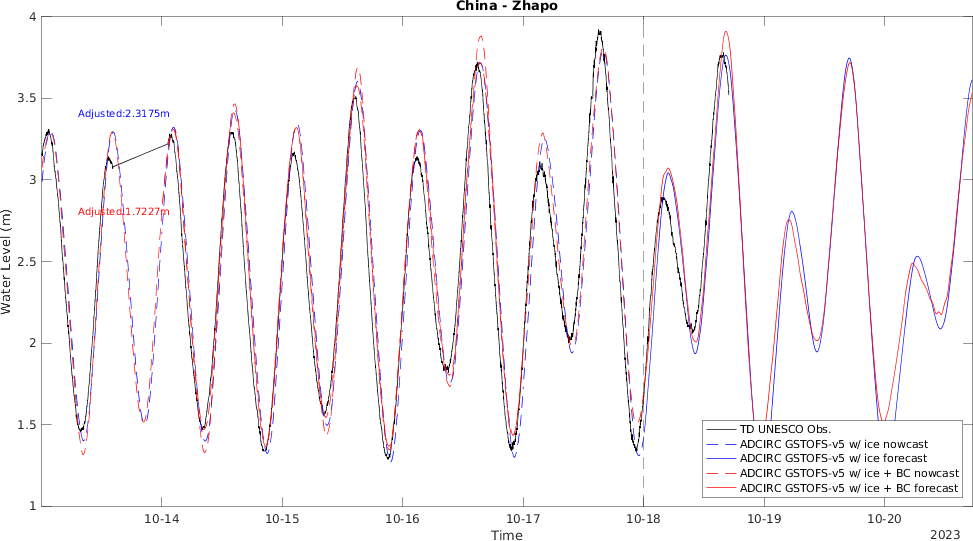 China - Zhapo
4
3.5
3
2.5
2
1.5
1
Water Level (m)
Adjusted:2.3175m
Adjusted:1.7227m
TD UNESCO Obs.
ADCIRC GSTOFS-v5 w/ ice nowcast
ADCIRC GSTOFS-v5 w/ ice forecast
ADCIRC GSTOFS-v5 w/ ice + BC nowcast
ADCIRC GSTOFS-v5 w/ ice + BC forecast
10-14 10-15 10-16 10-17 10-18 10-19 10-20
Time
2023